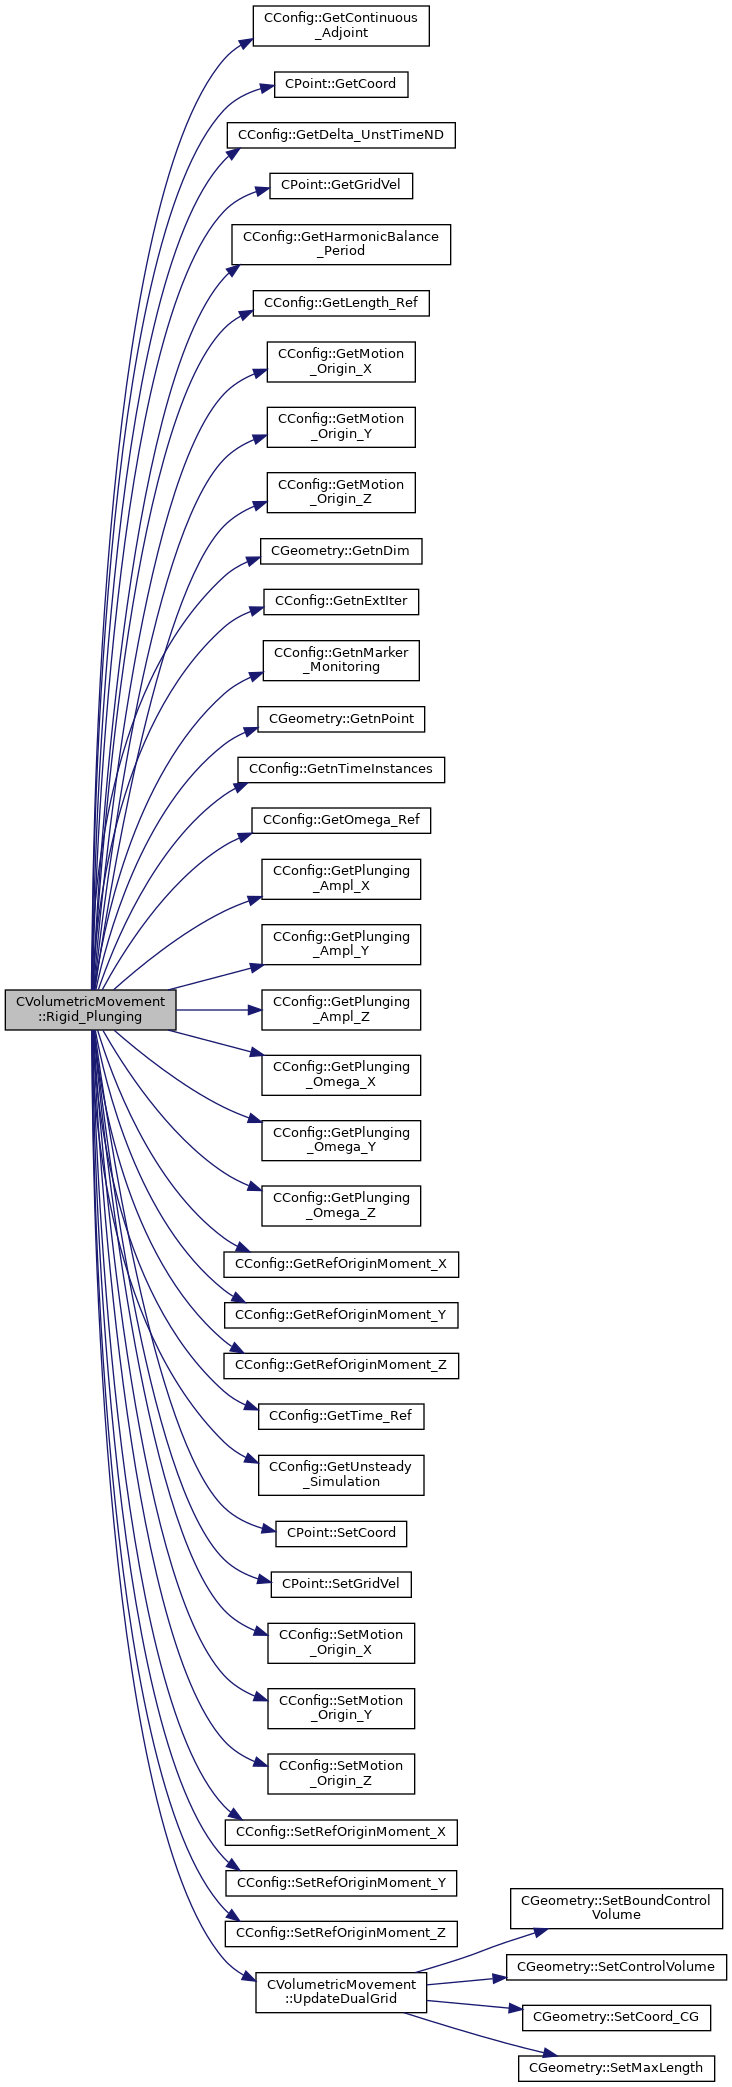 CConfig::GetContinuous
_Adjoint
CPoint::GetCoord
CConfig::GetDelta_UnstTimeND
CPoint::GetGridVel
CConfig::GetHarmonicBalance
_Period
CConfig::GetLength_Ref
CConfig::GetMotion
_Origin_X
CConfig::GetMotion
_Origin_Y
CConfig::GetMotion
_Origin_Z
CGeometry::GetnDim
CConfig::GetnExtIter
CConfig::GetnMarker
_Monitoring
CGeometry::GetnPoint
CConfig::GetnTimeInstances
CConfig::GetOmega_Ref
CConfig::GetPlunging
_Ampl_X
CConfig::GetPlunging
_Ampl_Y
CVolumetricMovement
::Rigid_Plunging
CConfig::GetPlunging
_Ampl_Z
CConfig::GetPlunging
_Omega_X
CConfig::GetPlunging
_Omega_Y
CConfig::GetPlunging
_Omega_Z
CConfig::GetRefOriginMoment_X
CConfig::GetRefOriginMoment_Y
CConfig::GetRefOriginMoment_Z
CConfig::GetTime_Ref
CConfig::GetUnsteady
_Simulation
CPoint::SetCoord
CPoint::SetGridVel
CConfig::SetMotion
_Origin_X
CConfig::SetMotion
_Origin_Y
CConfig::SetMotion
_Origin_Z
CConfig::SetRefOriginMoment_X
CConfig::SetRefOriginMoment_Y
CConfig::SetRefOriginMoment_Z
CVolumetricMovement
::UpdateDualGrid
CGeometry::SetBoundControl
Volume
CGeometry::SetControlVolume
CGeometry::SetCoord_CG
CGeometry::SetMaxLength